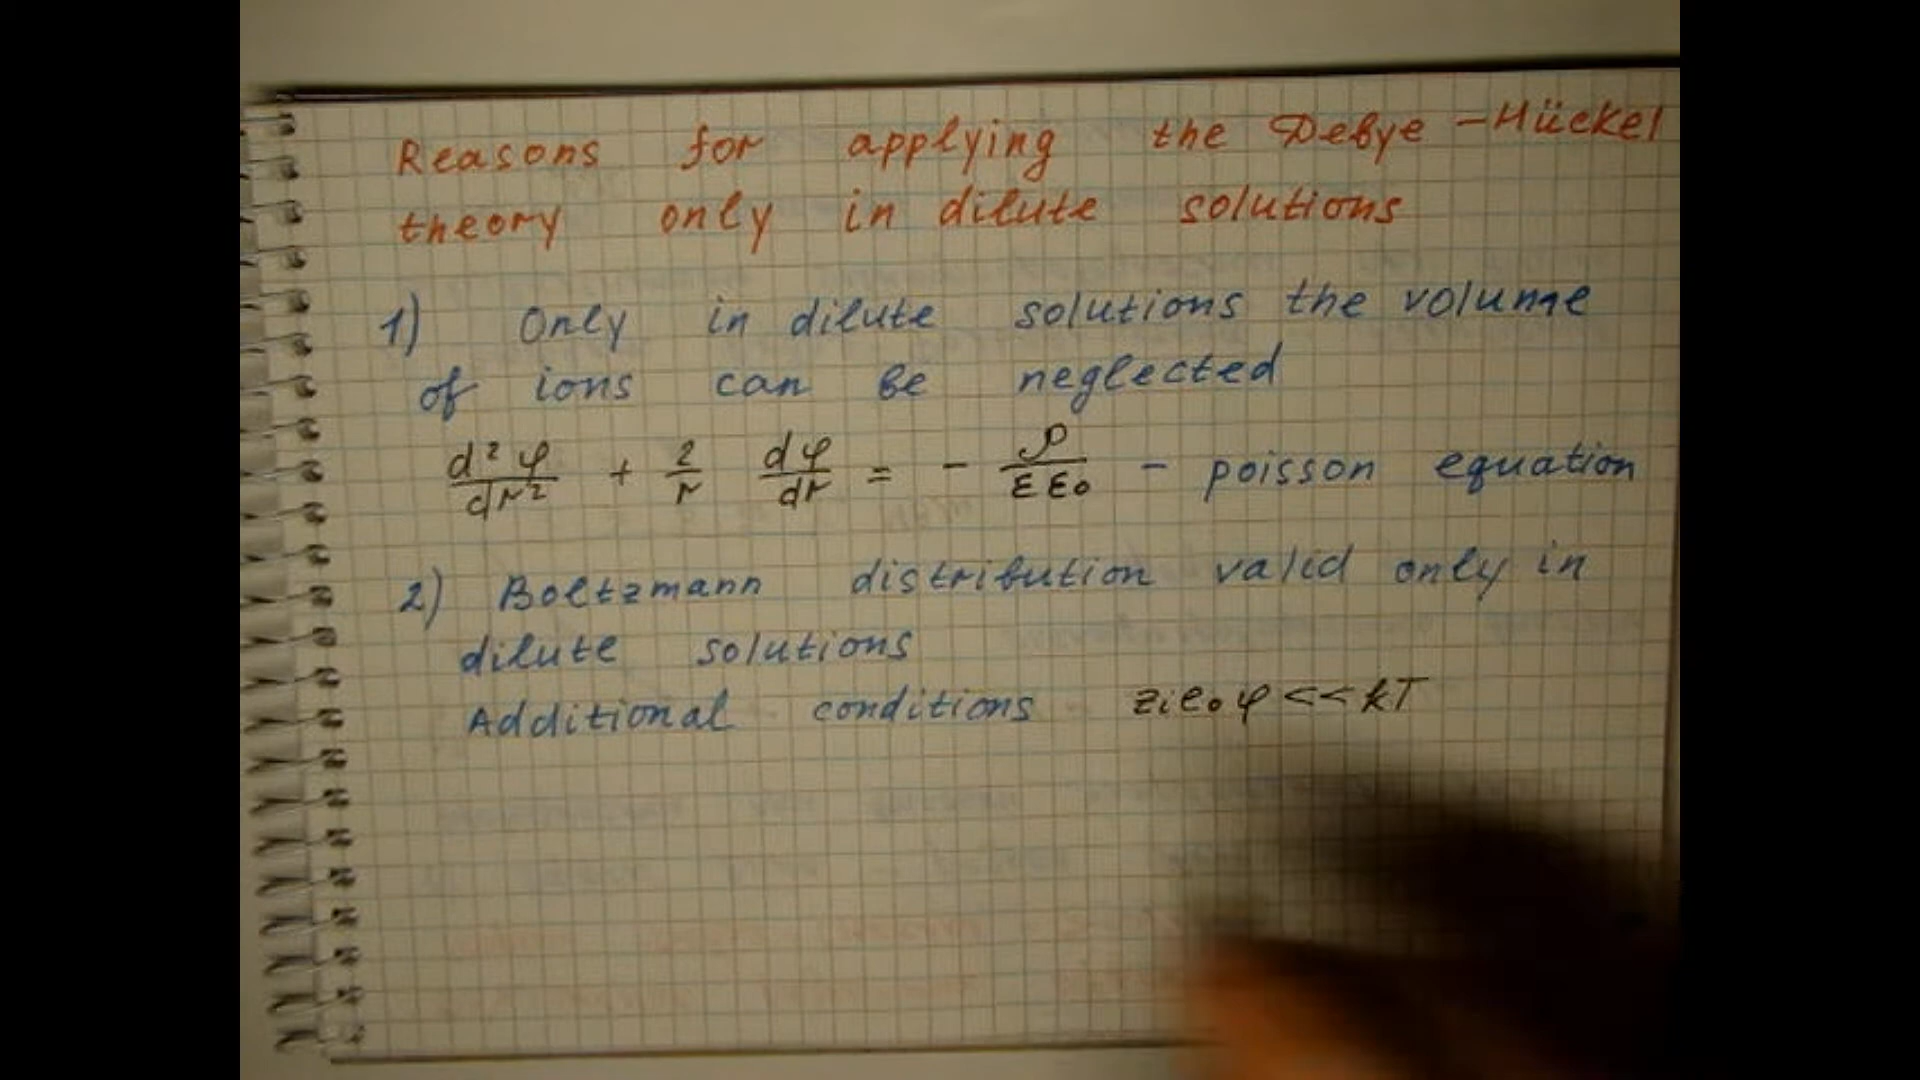 Reasons for applying the Debye - Hückel
theory only in dilute solutions
1) Only in dilute solutions the volume
of ions can be neglected
d²φ/dr² + 2/r dφ/dr = - ρ/εε₀ - poisson equation
2) Boltzmann distribution valid only in
dilute solutions
Additional conditions zᵢe₀φ << kT